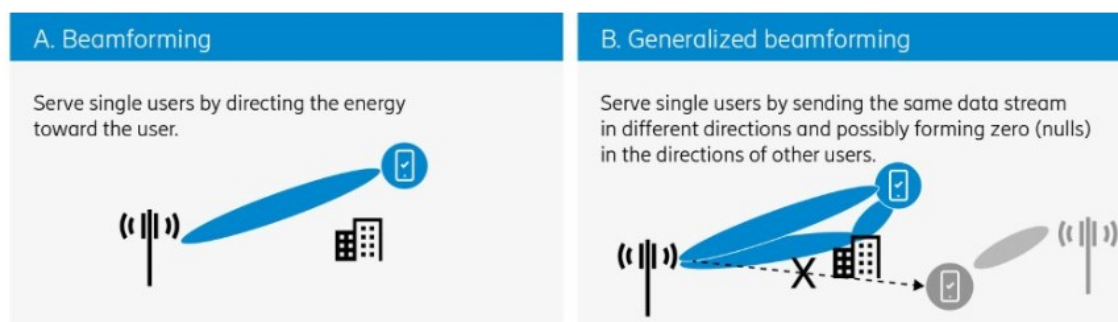 A. Beamforming
Serve single users by directing the energy
toward the user.
B. Generalized beamforming
Serve single users by sending the same data stream
in different directions and possibly forming zero (nulls)
in the directions of other users.
X